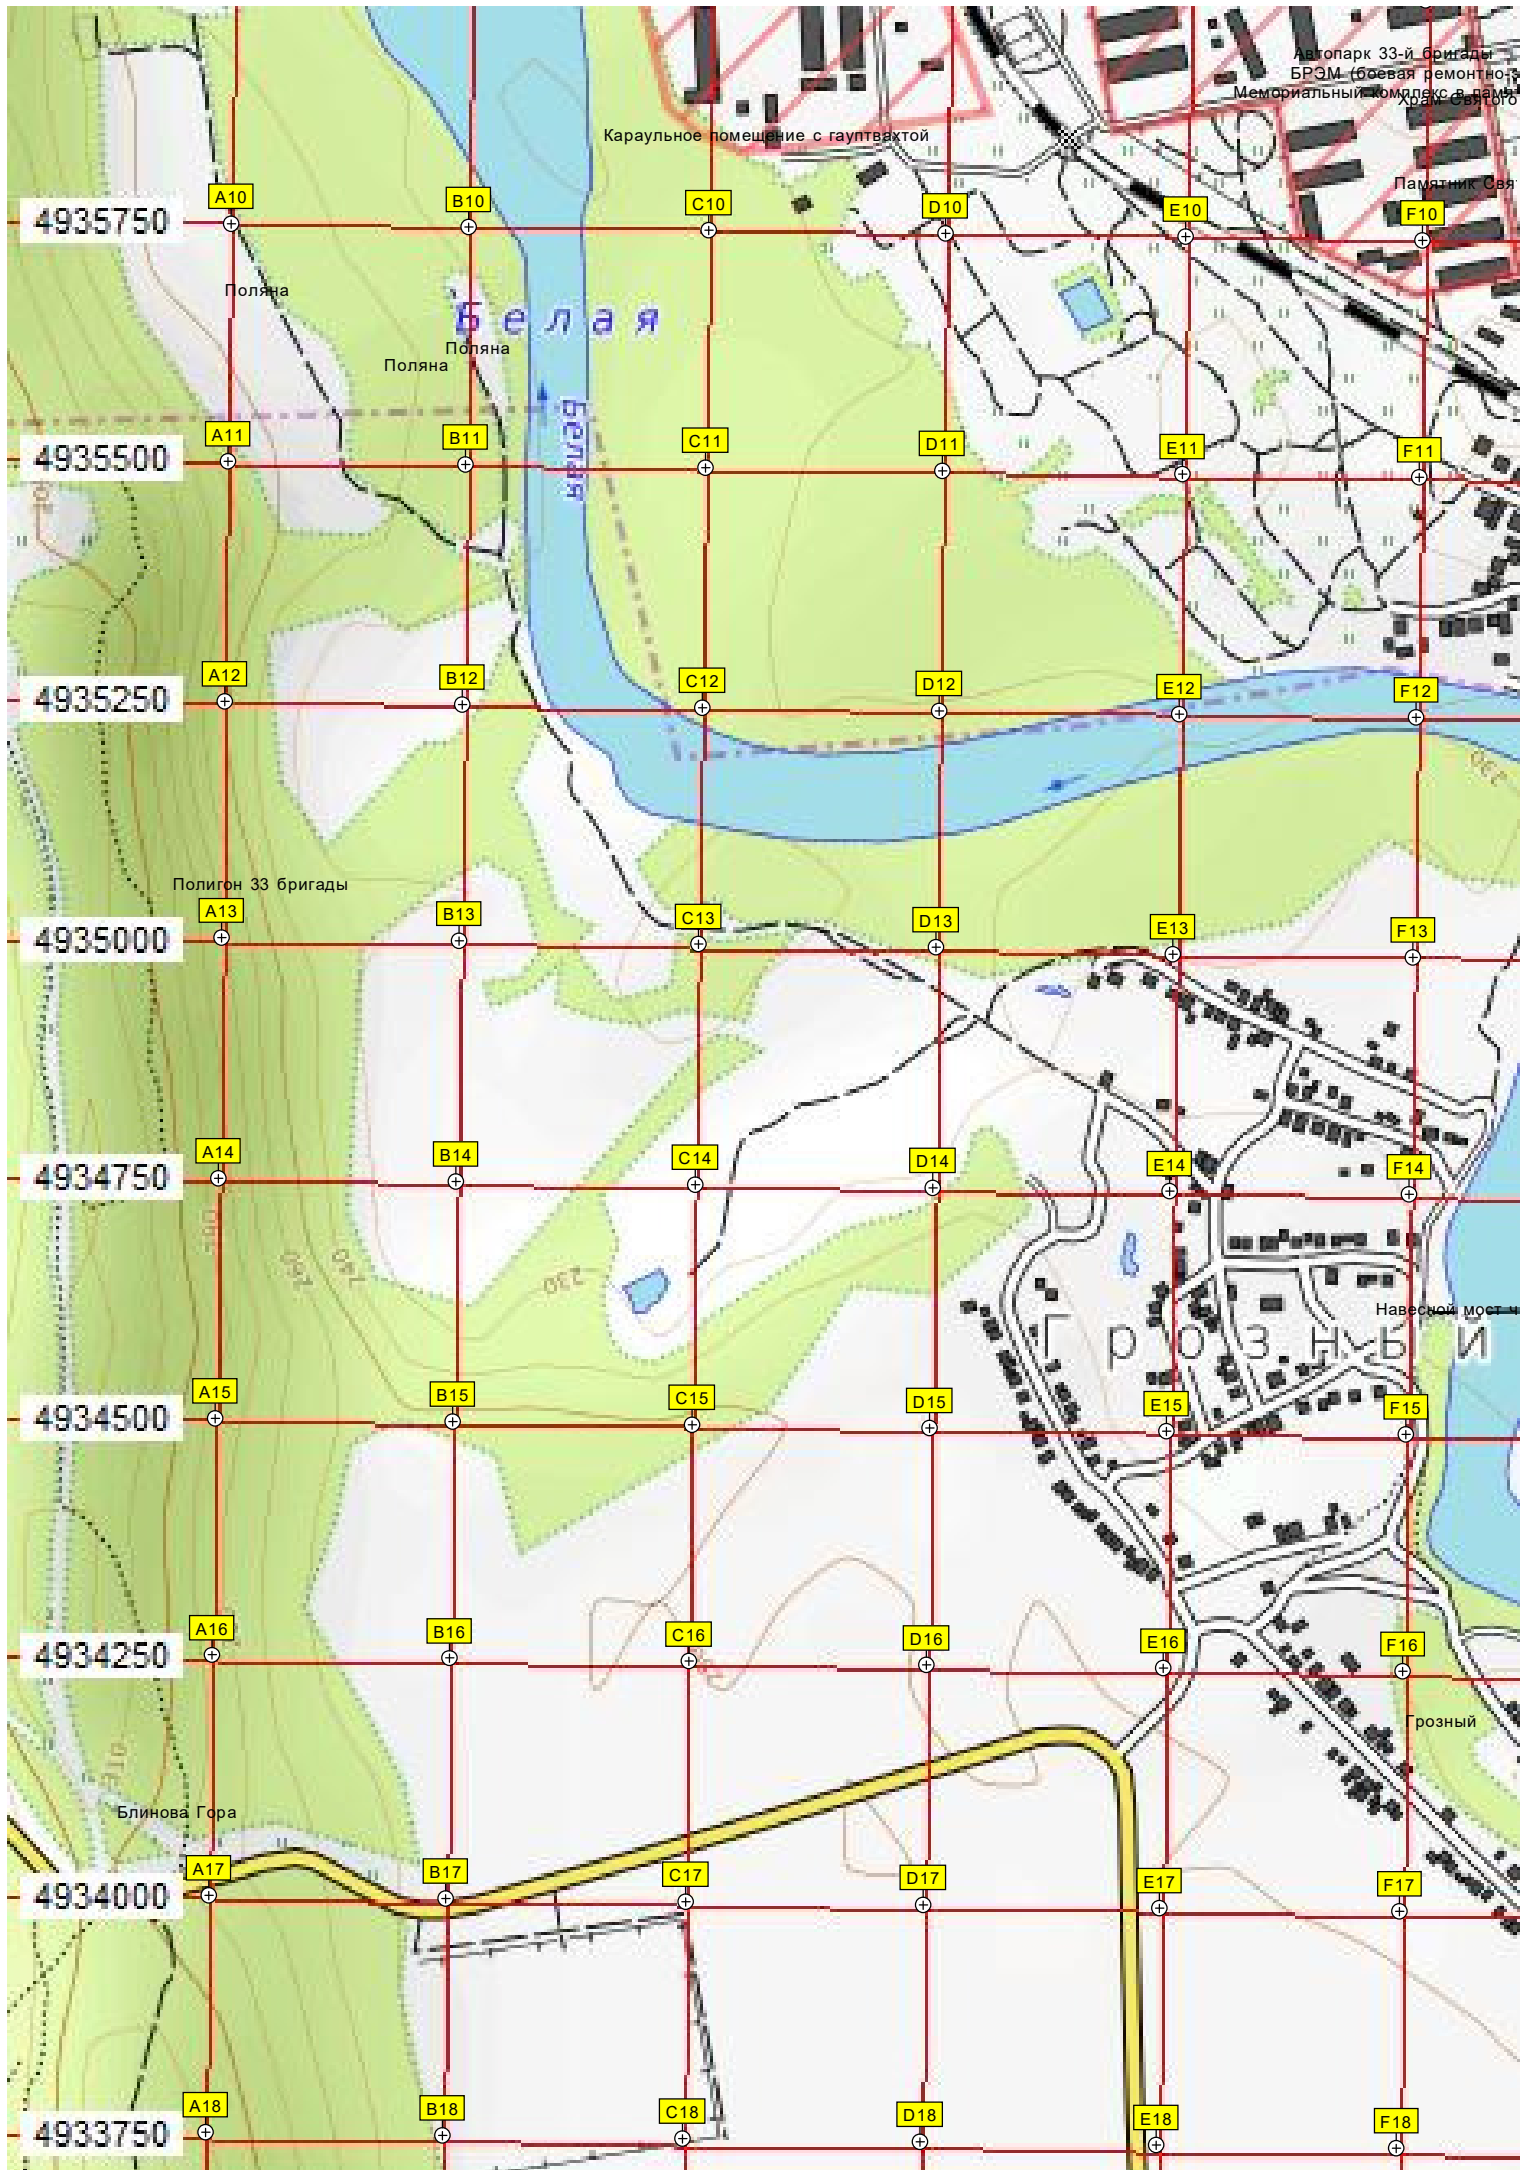 Автопарк 33-й бригады
БРЭМ (боевая ремонтно-э
Мемориальный комплекс в памя
Храм Святого
Караульное помещение с гауптвахтой
Памятник Свя
A10 B10 C10 D10 E10 F10
4935750
Поляна
Белая
Поляна
Поляна
Белая
A11 B11 C11 D11 E11 F11
4935500
A12 B12 C12 D12 E12 F12
4935250
230
Полигон 33 бригады
A13 B13 C13 D13 E13 F13
4935000
A14 B14 C14 D14 E14 F14
4934750
260
240
230
Навесной мост ч
Грозный
A15 B15 C15 D15 E15 F15
4934500
A16 B16 C16 D16 E16 F16
4934250
Грозный
310
Блинова Гора
A17 B17 C17 D17 E17 F17
4934000
A18 B18 C18 D18 E18 F18
4933750